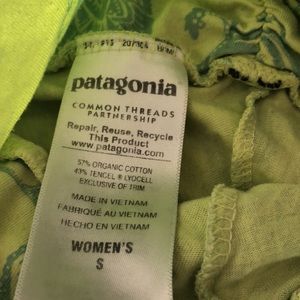 patagonia
COMMON THREADS
PARTNERSHIP
Repair, Reuse, Recycle
This Product
www.patagonia.com
57% ORGANIC COTTON
43% TENCEL ® LYOCELL
EXCLUSIVE OF TRIM
MADE IN VIETNAM
FABRIQUÉ AU VIETNAM
HECHO EN VIETNAM
WOMEN'S
S